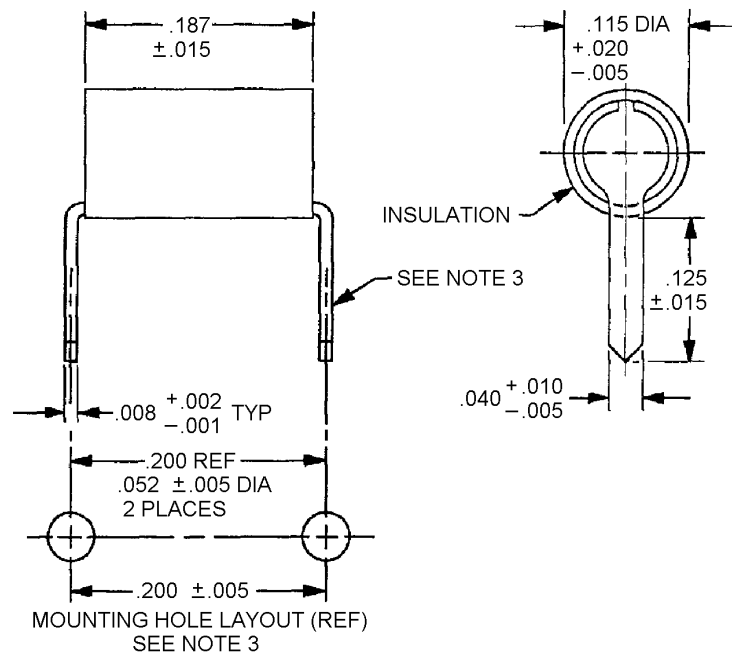 .187
±.015
.115 DIA
+.020
−.005
INSULATION
SEE NOTE 3
.125
±.015
.008 +.002 −.001 TYP
.040 +.010 −.005
.200 REF
.052 ±.005 DIA
2 PLACES
.200 ±.005
MOUNTING HOLE LAYOUT (REF)
SEE NOTE 3